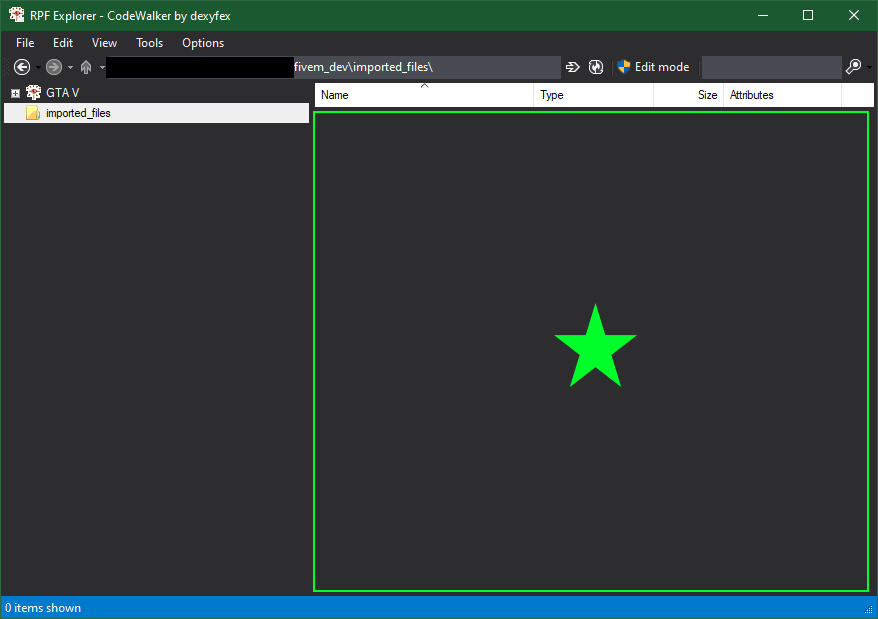 RPF Explorer - CodeWalker by dexyfex
File Edit View Tools Options
fivem_dev\imported_files\ Edit mode
GTA V
imported_files
Name Type Size Attributes
0 items shown